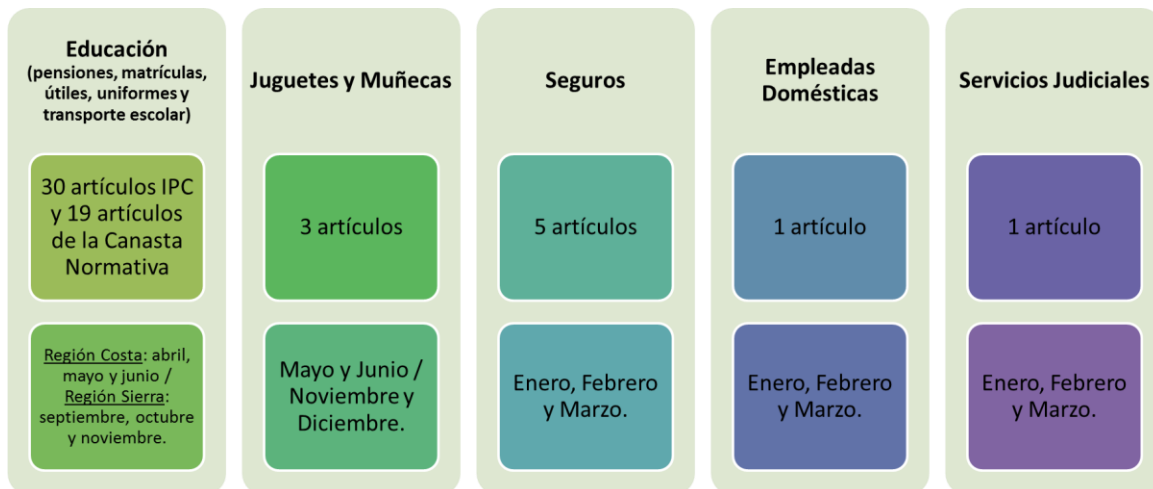 Educación
(pensiones, matrículas,
útiles, uniformes y
transporte escolar)
30 artículos IPC
y 19 artículos
de la Canasta
Normativa
Región Costa: abril,
mayo y junio /
Región Sierra:
septiembre, octubre
y noviembre.
Juguetes y Muñecas
3 artículos
Mayo y Junio /
Noviembre y
Diciembre.
Seguros
5 artículos
Enero, Febrero
y Marzo.
Empleadas
Domésticas
1 artículo
Enero, Febrero
y Marzo.
Servicios Judiciales
1 artículo
Enero, Febrero
y Marzo.